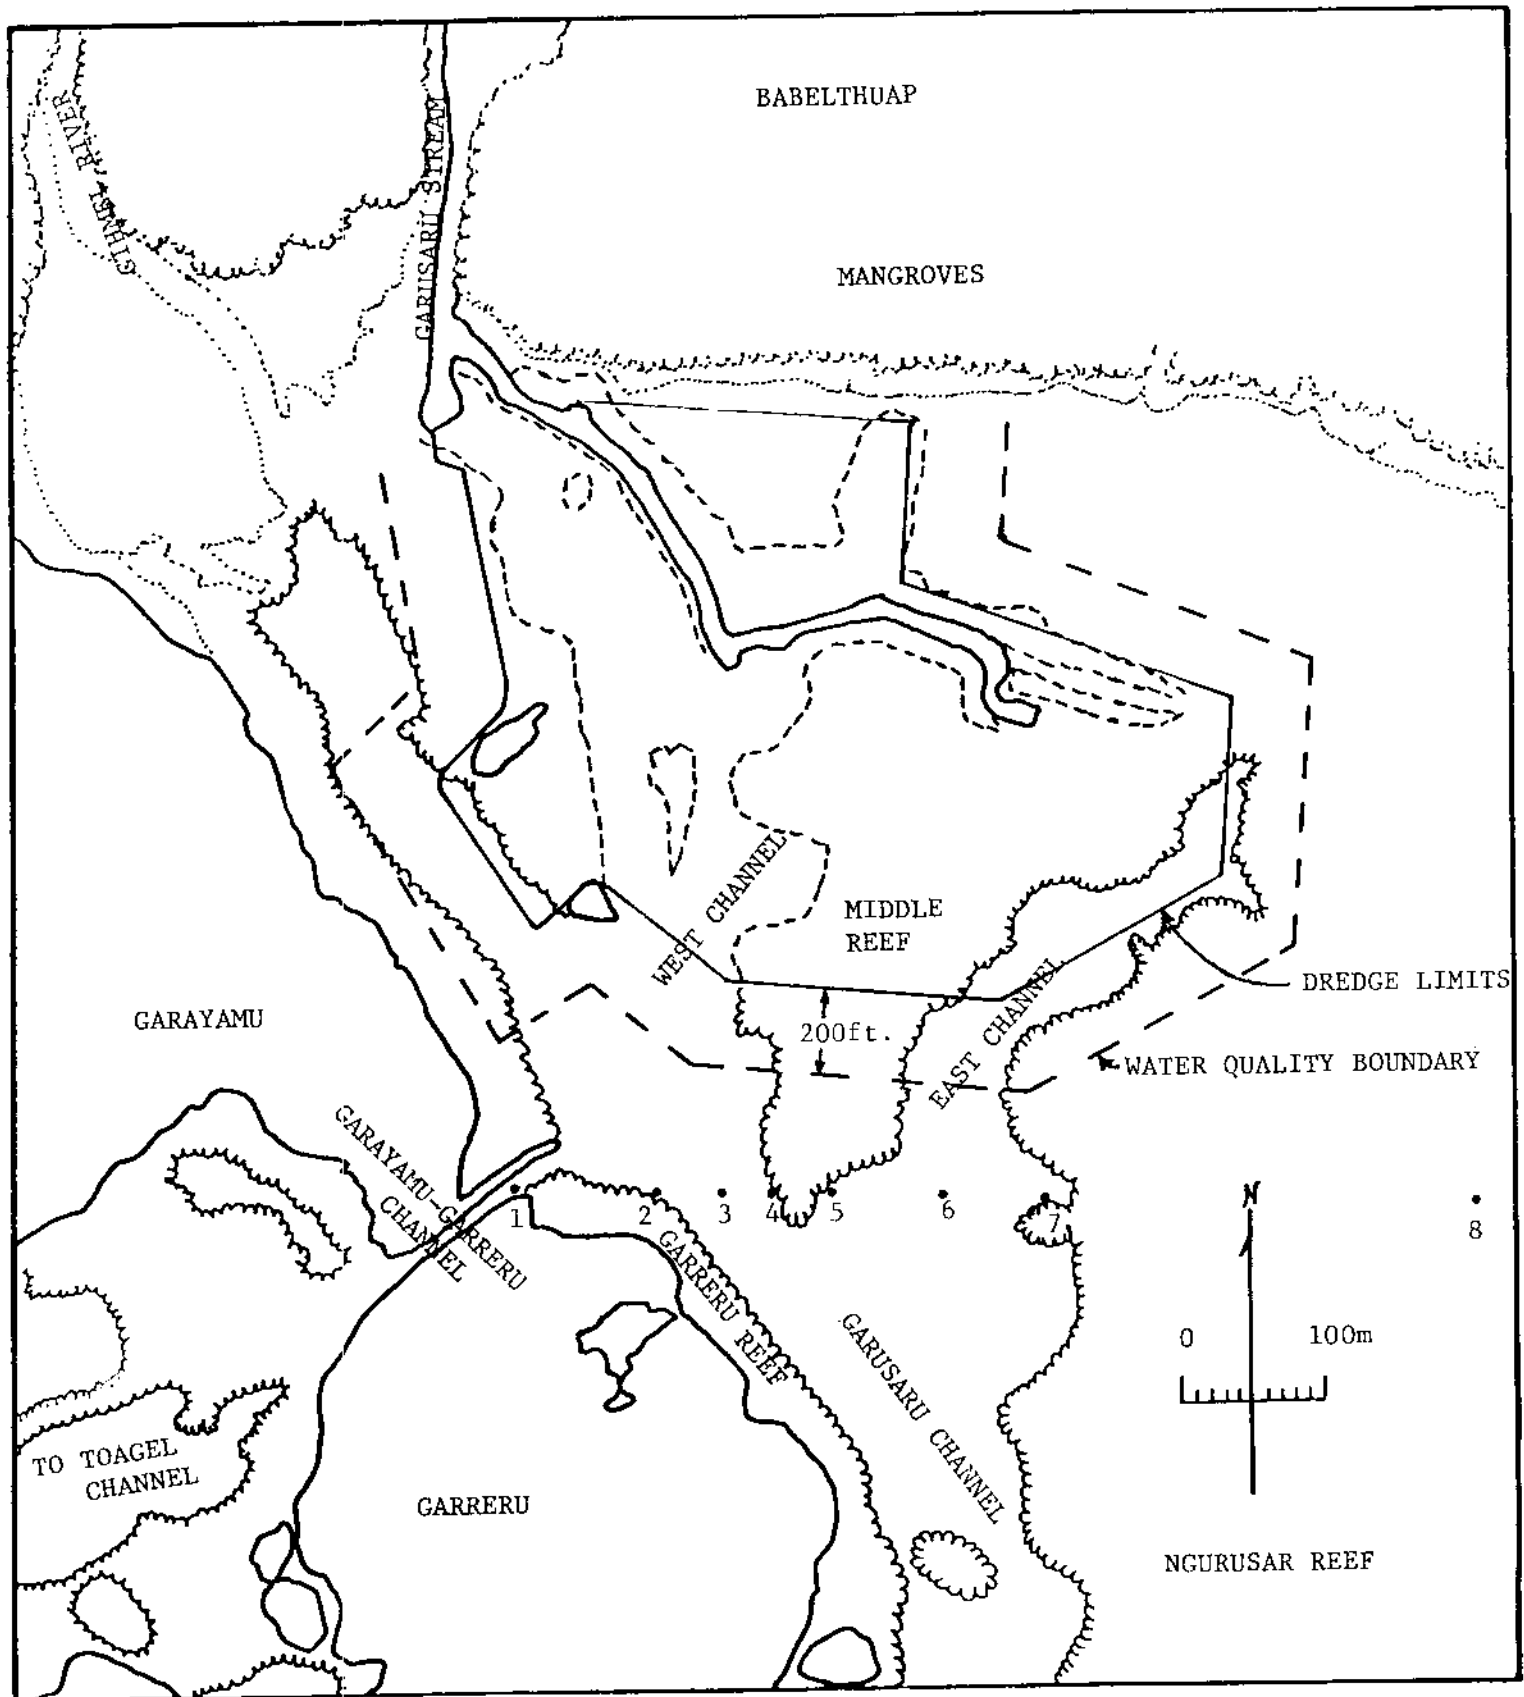 BABELTHUAP
GIHMEL RIVER
GARUSARU STREAM
MANGROVES
WEST CHANNEL
MIDDLE
REEF
DREDGE LIMITS
GARAYAMU
200ft.
EAST CHANNEL
WATER QUALITY BOUNDARY
GARAYAMU-GARRERU
CHANNEL
1
2
3
4
5
6
7
8
N
GARRERU REEF
GARUSARU CHANNEL
0 100m
TO TOAGEL
CHANNEL
GARRERU
NGURUSAR REEF